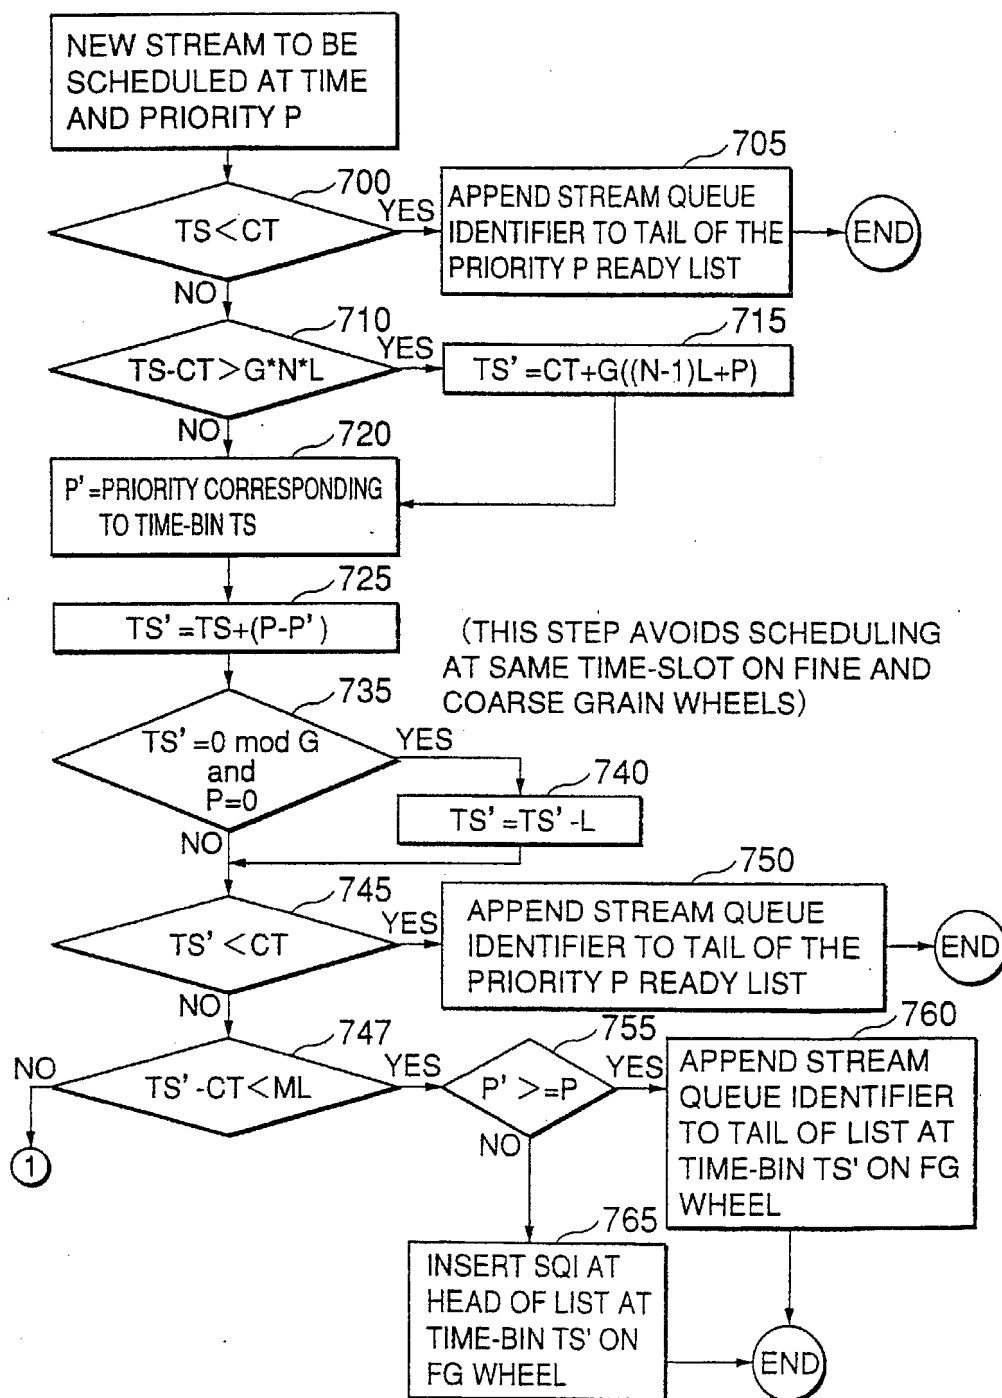 NEW STREAM TO BE
SCHEDULED AT TIME
AND PRIORITY P
700
TS<CT
YES
NO
705
APPEND STREAM QUEUE
IDENTIFIER TO TAIL OF THE
PRIORITY P READY LIST
END
710
TS-CT>G*N*L
YES
NO
715
TS'=CT+G((N-1)L+P)
720
P'=PRIORITY CORRESPONDING
TO TIME-BIN TS
725
TS'=TS+(P-P')
(THIS STEP AVOIDS SCHEDULING
AT SAME TIME-SLOT ON FINE AND
COARSE GRAIN WHEELS)
735
TS'=0 mod G
and
P=0
YES
NO
740
TS'=TS'-L
745
TS'<CT
YES
NO
750
APPEND STREAM QUEUE
IDENTIFIER TO TAIL OF THE
PRIORITY P READY LIST
END
747
TS'-CT<ML
NO
YES
1
755
P'>=P
YES
NO
760
APPEND STREAM
QUEUE IDENTIFIER
TO TAIL OF LIST AT
TIME-BIN TS' ON FG
WHEEL
765
INSERT SQI AT
HEAD OF LIST AT
TIME-BIN TS' ON
FG WHEEL
END